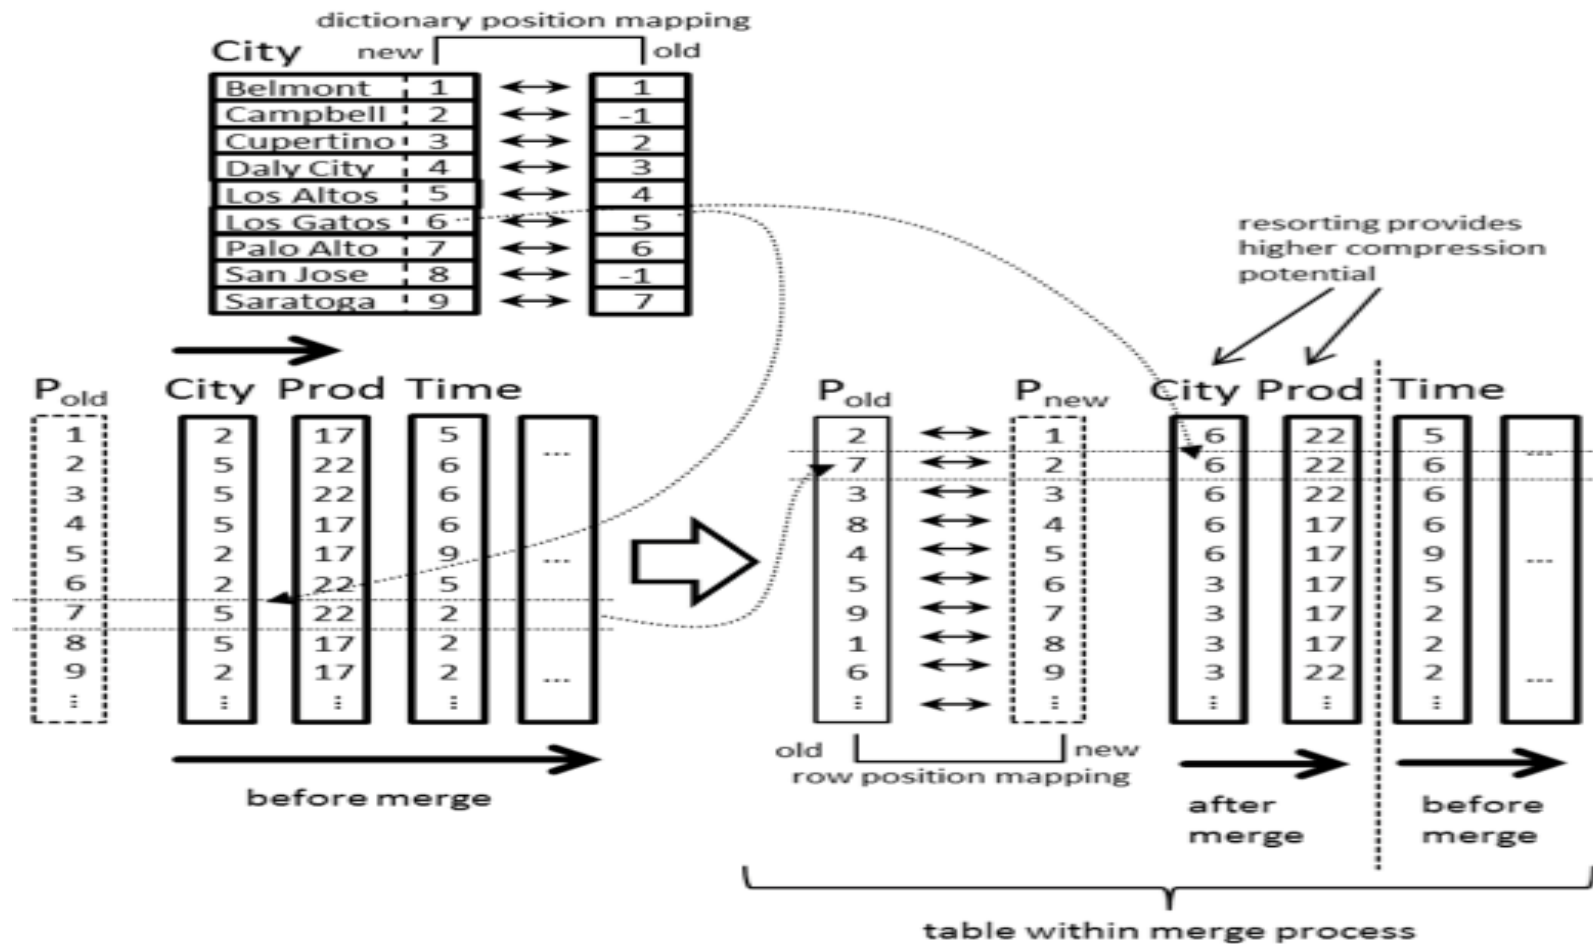 dictionary position mapping
City new old
Belmont 1 1
Campbell 2 -1
Cupertino 3 2
Daly City 4 3
Los Altos 5 4
Los Gatos 6 5
Palo Alto 7 6
San Jose 8 -1
Saratoga 9 7
resorting provides
higher compression
potential
Pold City Prod Time
1 2 17 5 ...
2 5 22 6
3 5 22 6
4 5 17 6
5 2 17 9 ...
6 2 22 5
7 5 22 2
8 5 17 2
9 2 17 2 ...
⋮ ⋮ ⋮ ⋮
before merge
Pold Pnew City Prod Time
2 1 6 22 5 ...
7 2 6 22 6
3 3 6 22 6
8 4 6 17 6
4 5 6 17 9 ...
5 6 3 17 5
9 7 3 17 2
1 8 3 17 2
6 9 3 22 2 ...
⋮ ⋮ ⋮ ⋮ ⋮
old new
row position mapping
after
merge
before
merge
table within merge process